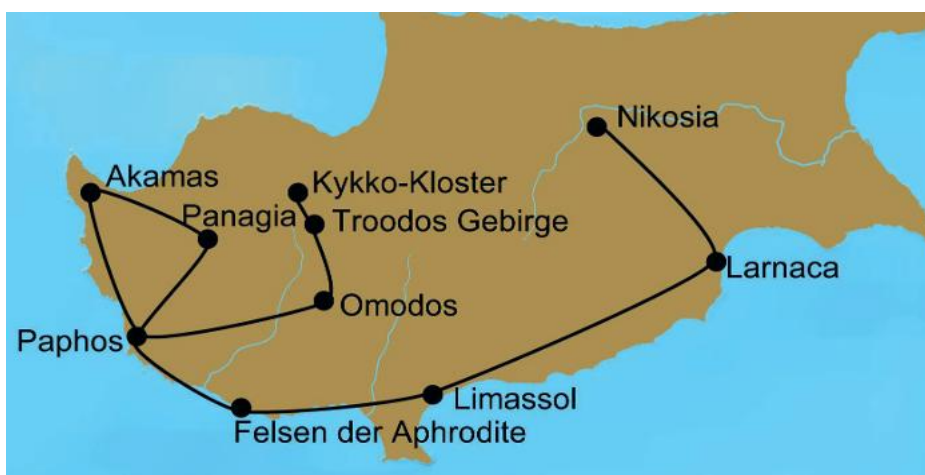 Nikosia
Akamas
Kykko-Kloster
Panagia
Troodos Gebirge
Larnaca
Omodos
Paphos
Limassol
Felsen der Aphrodite